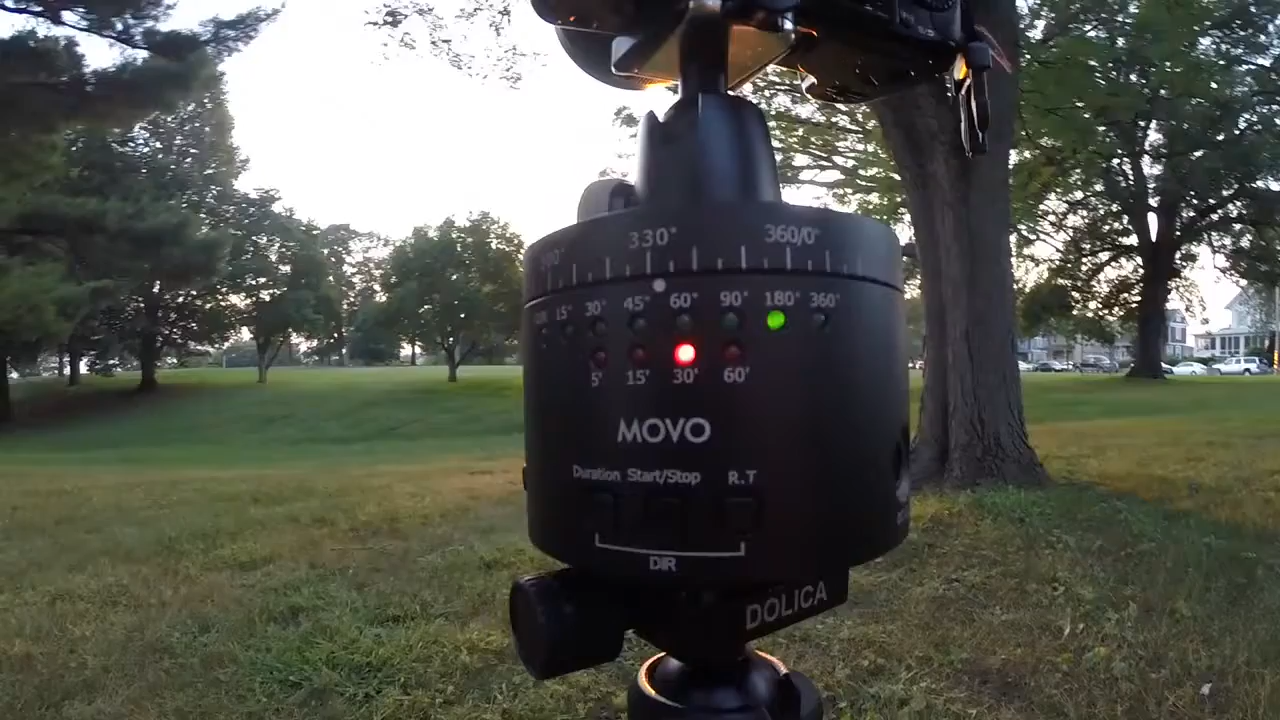 330° 360/0°
15° 30° 45° 60° 90° 180° 360°
5' 15' 30' 60'
MOVO
Duration Start/Stop R.T
DIR
DOLICA